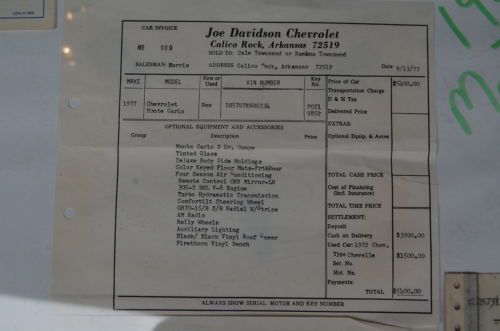 CAR INVOICE
Joe Davidson Chevrolet
Calico Rock, Arkansas 72519
NO 009
SOLD TO: Dale Townsend or Ramona Townsend
SALESMAN: Harris ADDRESS Calico Rock, Arkansas 72519 Date 9/13/77
MAKE MODEL New or Used VIN NUMBER Key No.
1977 Chevrolet Monte Carlo New
Price of Car $5400.00
Transportation Charge
D & H Tax
Delivered Price
EXTRAS:
Optional Equip. & Acces
OPTIONAL EQUIPMENT AND ACCESSORIES
Group Description Price
Monte Carlo 2 Dr. Coupe
Tinted Glass
Deluxe Body Side Moldings
Color Keyed Floor Mats-Frt&Rear
Four Season Air Conditioning
Remote Control ORV Mirror-LH
305-2 BBL V-8 Engine
Turbo Hydramatic Transmission
Comfortilt Steering Wheel
GR70-15/B S/B Radial W/Stripe
AM Radio
Rally Wheels
Auxiliary Lighting
Black/ Black Vinyl Roof Cover
Firethorn Vinyl Bench
TOTAL CASH PRICE
Cost of Financing
(Incl. Insurance)
TOTAL TIME PRICE
SETTLEMENT:
Deposit
Cash on Delivery $3900.00
Used Car: 1972 Chev.
Type Chevelle $1500.00
Ser. No.
Mot. No.
Payments:
TOTAL $5400.00
ALWAYS SHOW SERIAL MOTOR AND KEY NUMBER